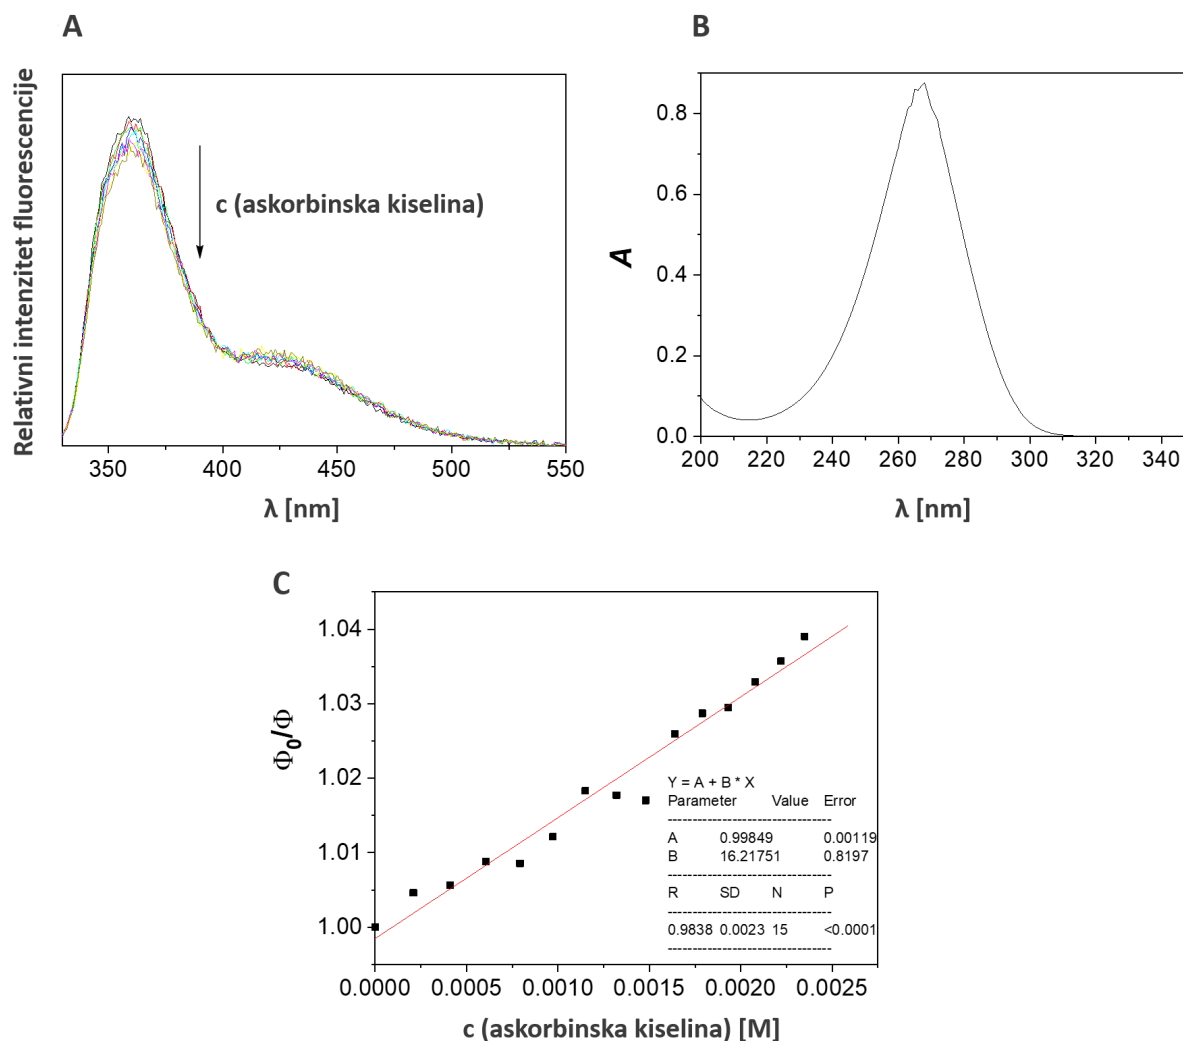 A
Relativni intenzitet fluorescencije
c (askorbinska kiselina)
350 400 450 500 550
λ [nm]
B
A
0.8
0.6
0.4
0.2
0.0
200 220 240 260 280 300 320 340
λ [nm]
C
Φ0/Φ
1.04
1.03
1.02
1.01
1.00
Y = A + B * X
Parameter Value Error
---------------------------------
A 0.99849 0.00119
B 16.21751 0.8197
---------------------------------
R SD N P
---------------------------------
0.9838 0.0023 15 <0.0001
---------------------------------
0.0000 0.0005 0.0010 0.0015 0.0020 0.0025
c (askorbinska kiselina) [M]